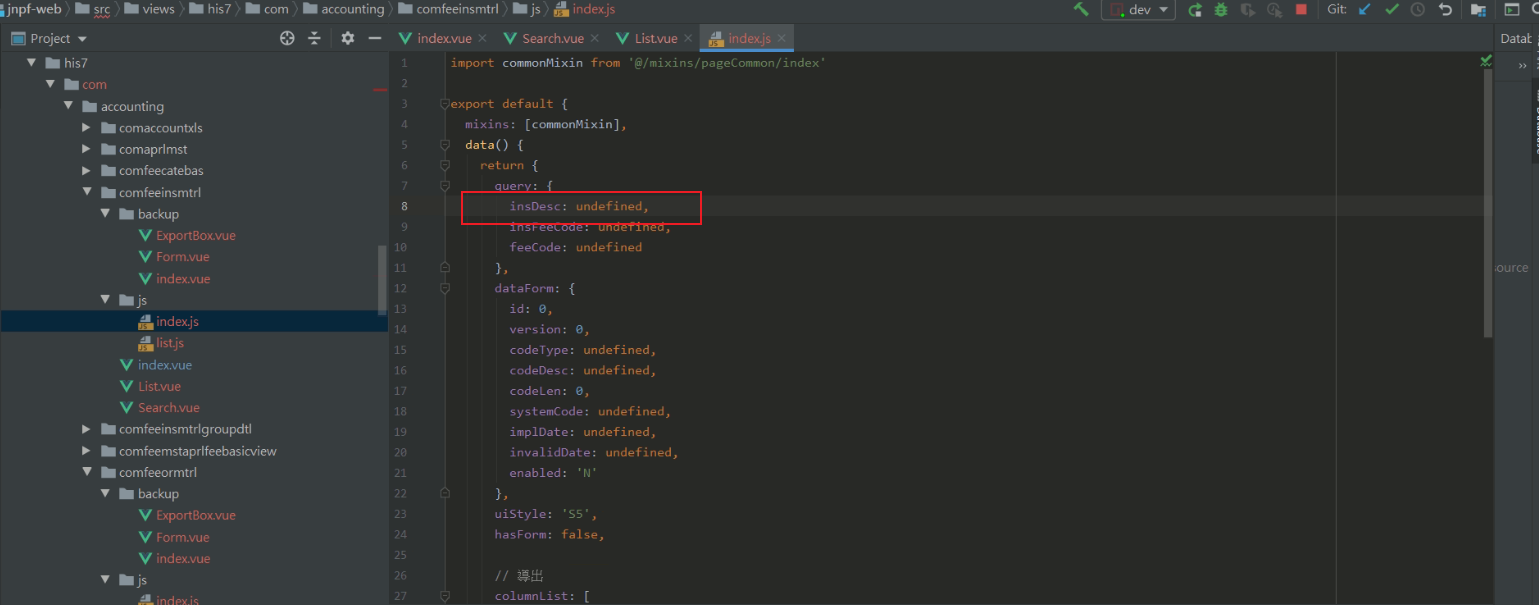 jnpf-web src views his7 com accounting comfeeinsmtrl js index.js dev Git:
Project index.vue Search.vue List.vue index.js Datab
his7
com
accounting
comaccountxls
comaprlmst
comfeecatebas
comfeeinsmtrl
backup
ExportBox.vue
Form.vue
index.vue
js
index.js
list.js
index.vue
List.vue
Search.vue
comfeeinsmtrlgroupdtl
comfeemstaprlfeebasicview
comfeeormtrl
backup
ExportBox.vue
Form.vue
index.vue
js
index.js
1 import commonMixin from '@/mixins/pageCommon/index'
2
3 export default {
4 mixins: [commonMixin],
5 data() {
6 return {
7 query: {
8 insDesc: undefined,
9 insFeeCode: undefined,
10 feeCode: undefined
11 },
12 dataForm: {
13 id: 0,
14 version: 0,
15 codeType: undefined,
16 codeDesc: undefined,
17 codeLen: 0,
18 systemCode: undefined,
19 implDate: undefined,
20 invalidDate: undefined,
21 enabled: 'N'
22 },
23 uiStyle: 'S5',
24 hasForm: false,
25
26 // 導出
27 columnList: [
»
source